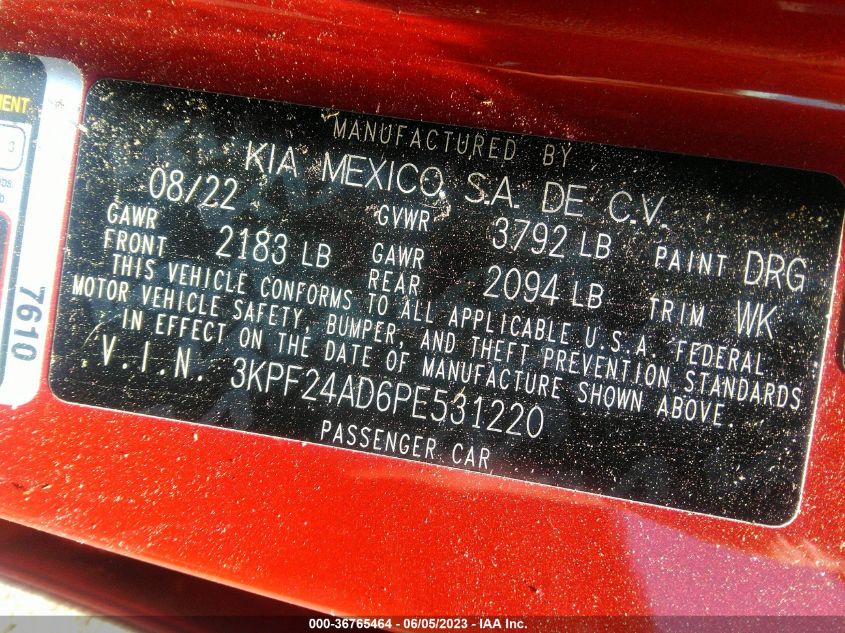 MENT
3
7610
MANUFACTURED BY
KIA MEXICO, S.A. DE C.V.
08/22 GVWR 3792 LB PAINT DRG
GAWR FRONT 2183 LB GAWR REAR 2094 LB TRIM WK
THIS VEHICLE CONFORMS TO ALL APPLICABLE U.S.A. FEDERAL
MOTOR VEHICLE SAFETY, BUMPER, AND THEFT PREVENTION STANDARDS
IN EFFECT ON THE DATE OF MANUFACTURE SHOWN ABOVE.
V.I.N. 3KPF24AD6PE531220
PASSENGER CAR
000-36765464 - 06/05/2023 - IAA Inc.